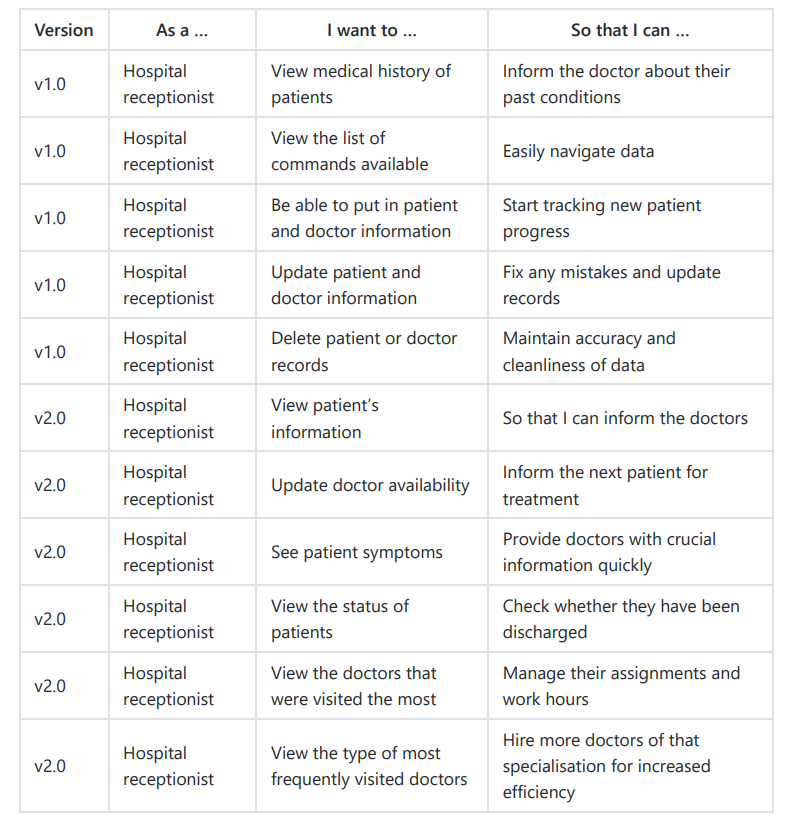 Version As a ... I want to ... So that I can ...
v1.0 Hospital receptionist View medical history of patients Inform the doctor about their past conditions
v1.0 Hospital receptionist View the list of commands available Easily navigate data
v1.0 Hospital receptionist Be able to put in patient and doctor information Start tracking new patient progress
v1.0 Hospital receptionist Update patient and doctor information Fix any mistakes and update records
v1.0 Hospital receptionist Delete patient or doctor records Maintain accuracy and cleanliness of data
v2.0 Hospital receptionist View patient’s information So that I can inform the doctors
v2.0 Hospital receptionist Update doctor availability Inform the next patient for treatment
v2.0 Hospital receptionist See patient symptoms Provide doctors with crucial information quickly
v2.0 Hospital receptionist View the status of patients Check whether they have been discharged
v2.0 Hospital receptionist View the doctors that were visited the most Manage their assignments and work hours
v2.0 Hospital receptionist View the type of most frequently visited doctors Hire more doctors of that specialisation for increased efficiency